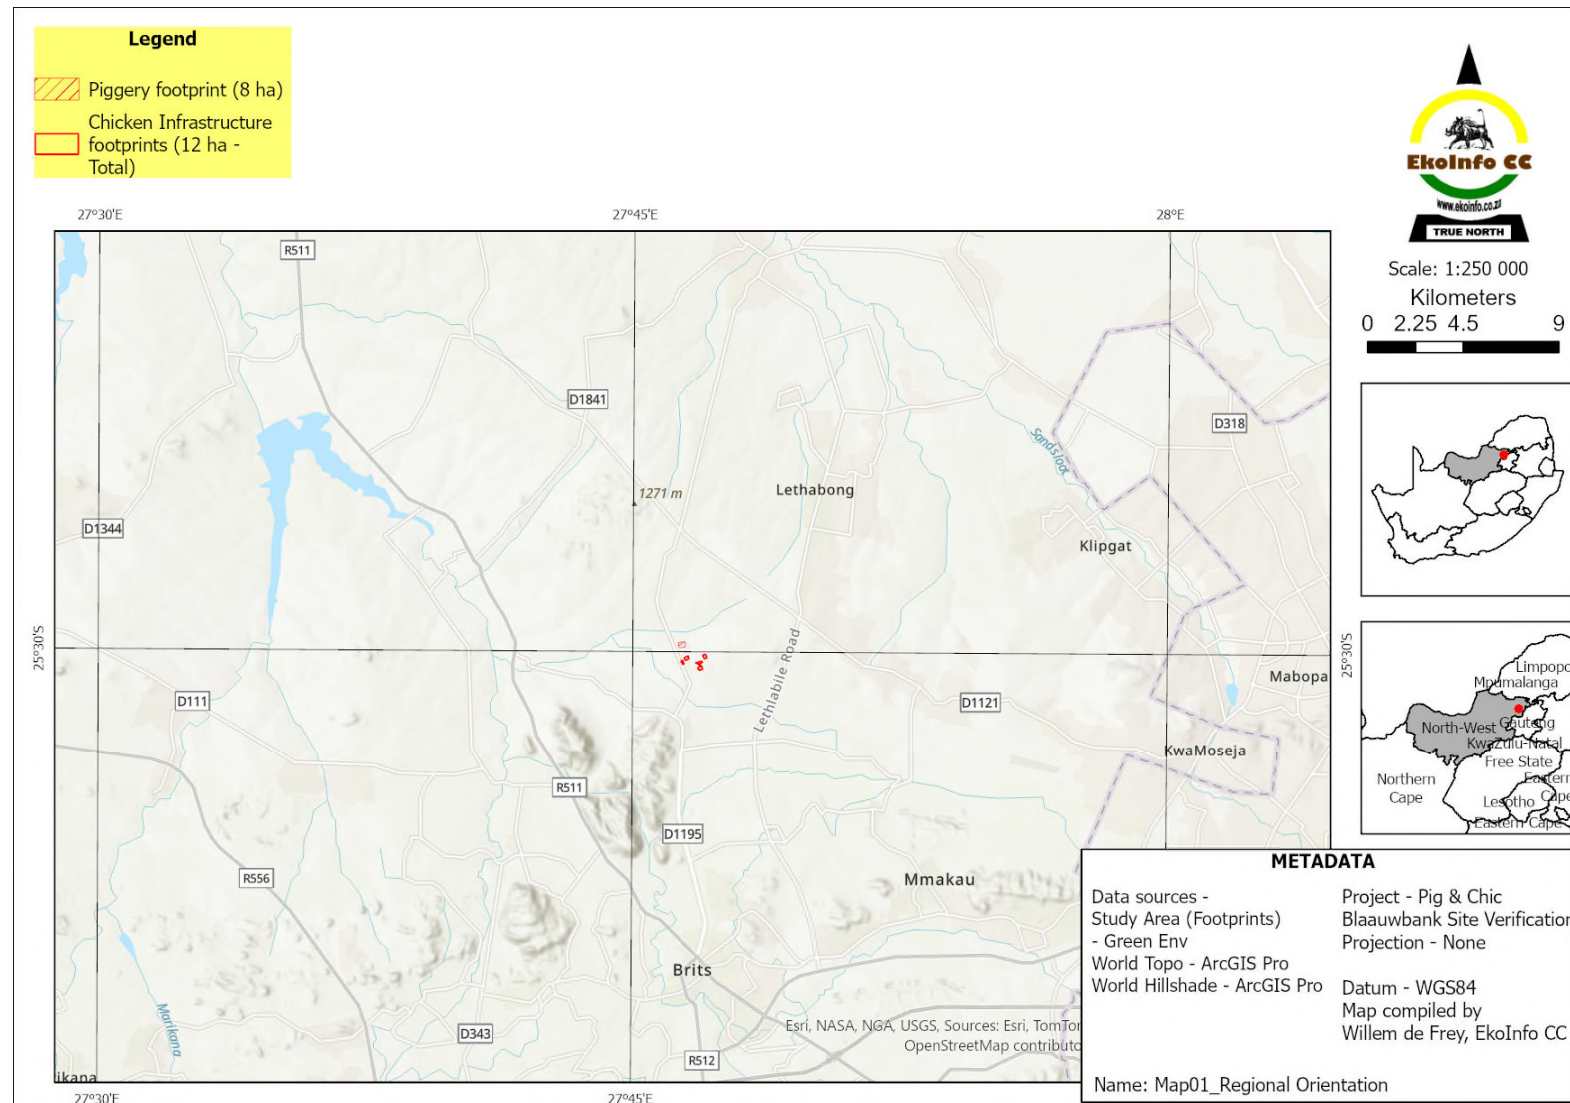 Legend
Piggery footprint (8 ha)
Chicken Infrastructure
footprints (12 ha -
Total)
EkoInfo CC
www.ekoinfo.co.za
TRUE NORTH
Scale: 1:250 000
Kilometers
0 2.25 4.5 9
27°30'E
27°45'E
28°E
R511
D1841
D318
Sandsloot
1271 m
Lethabong
D1344
Klipgat
25°30'S
25°30'S
Lethlabile Road
D111
D1121
Mabopa
KwaMoseja
R511
D1195
R556
Mmakau
Brits
Marikana
D343
R512
ikana
Esri, NASA, NGA, USGS, Sources: Esri, TomTom
OpenStreetMap contributo
27°30'E
27°45'E
Limpopo
Mpumalanga
North-West
Gauteng
KwaZulu-Natal
Free State
Northern
Cape
Eastern
Cape
Lesotho
Eastern Cape
METADATA
Data sources -
Study Area (Footprints)
- Green Env
World Topo - ArcGIS Pro
World Hillshade - ArcGIS Pro
Project - Pig & Chic
Blaauwbank Site Verification
Projection - None
Datum - WGS84
Map compiled by
Willem de Frey, EkoInfo CC
Name: Map01_Regional Orientation